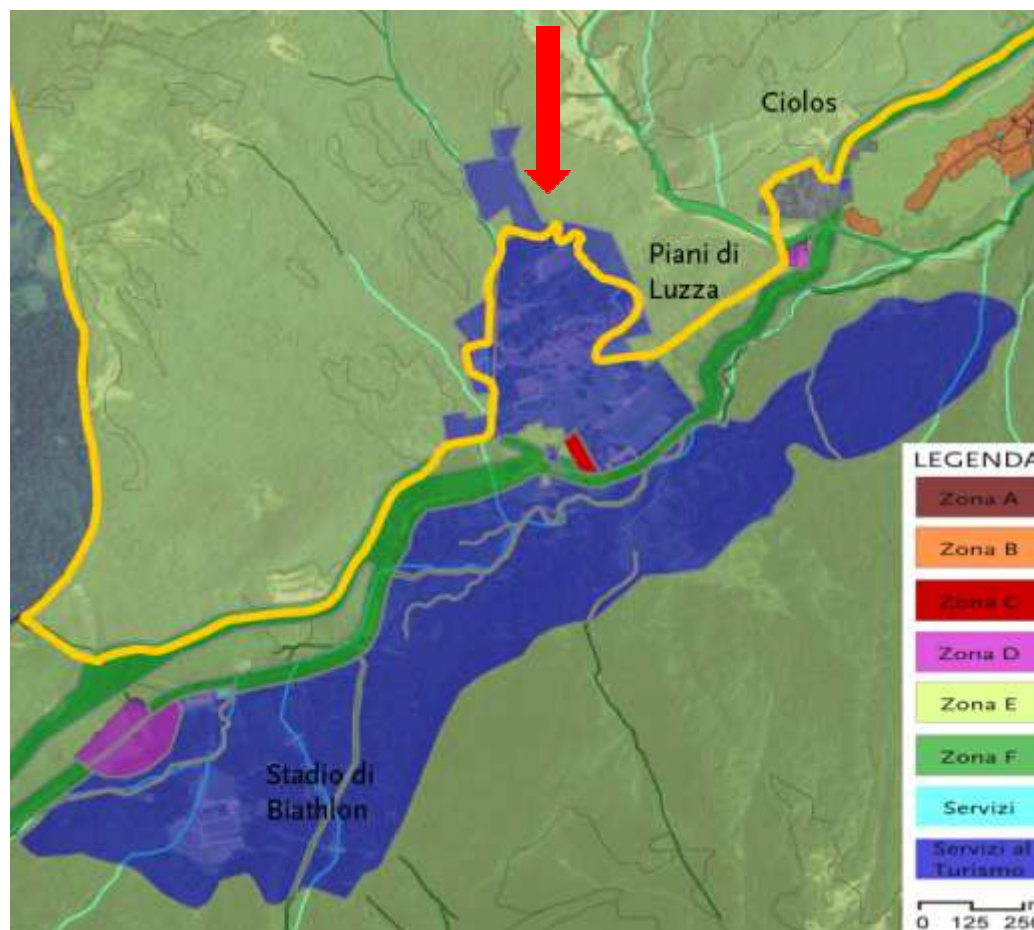 Ciolos
Piani di
Luzza
Stadio di
Biathlon
LEGENDA
Zona A
Zona B
Zona C
Zona D
Zona E
Zona F
Servizi
Servizi al
Turismo
0 125 250